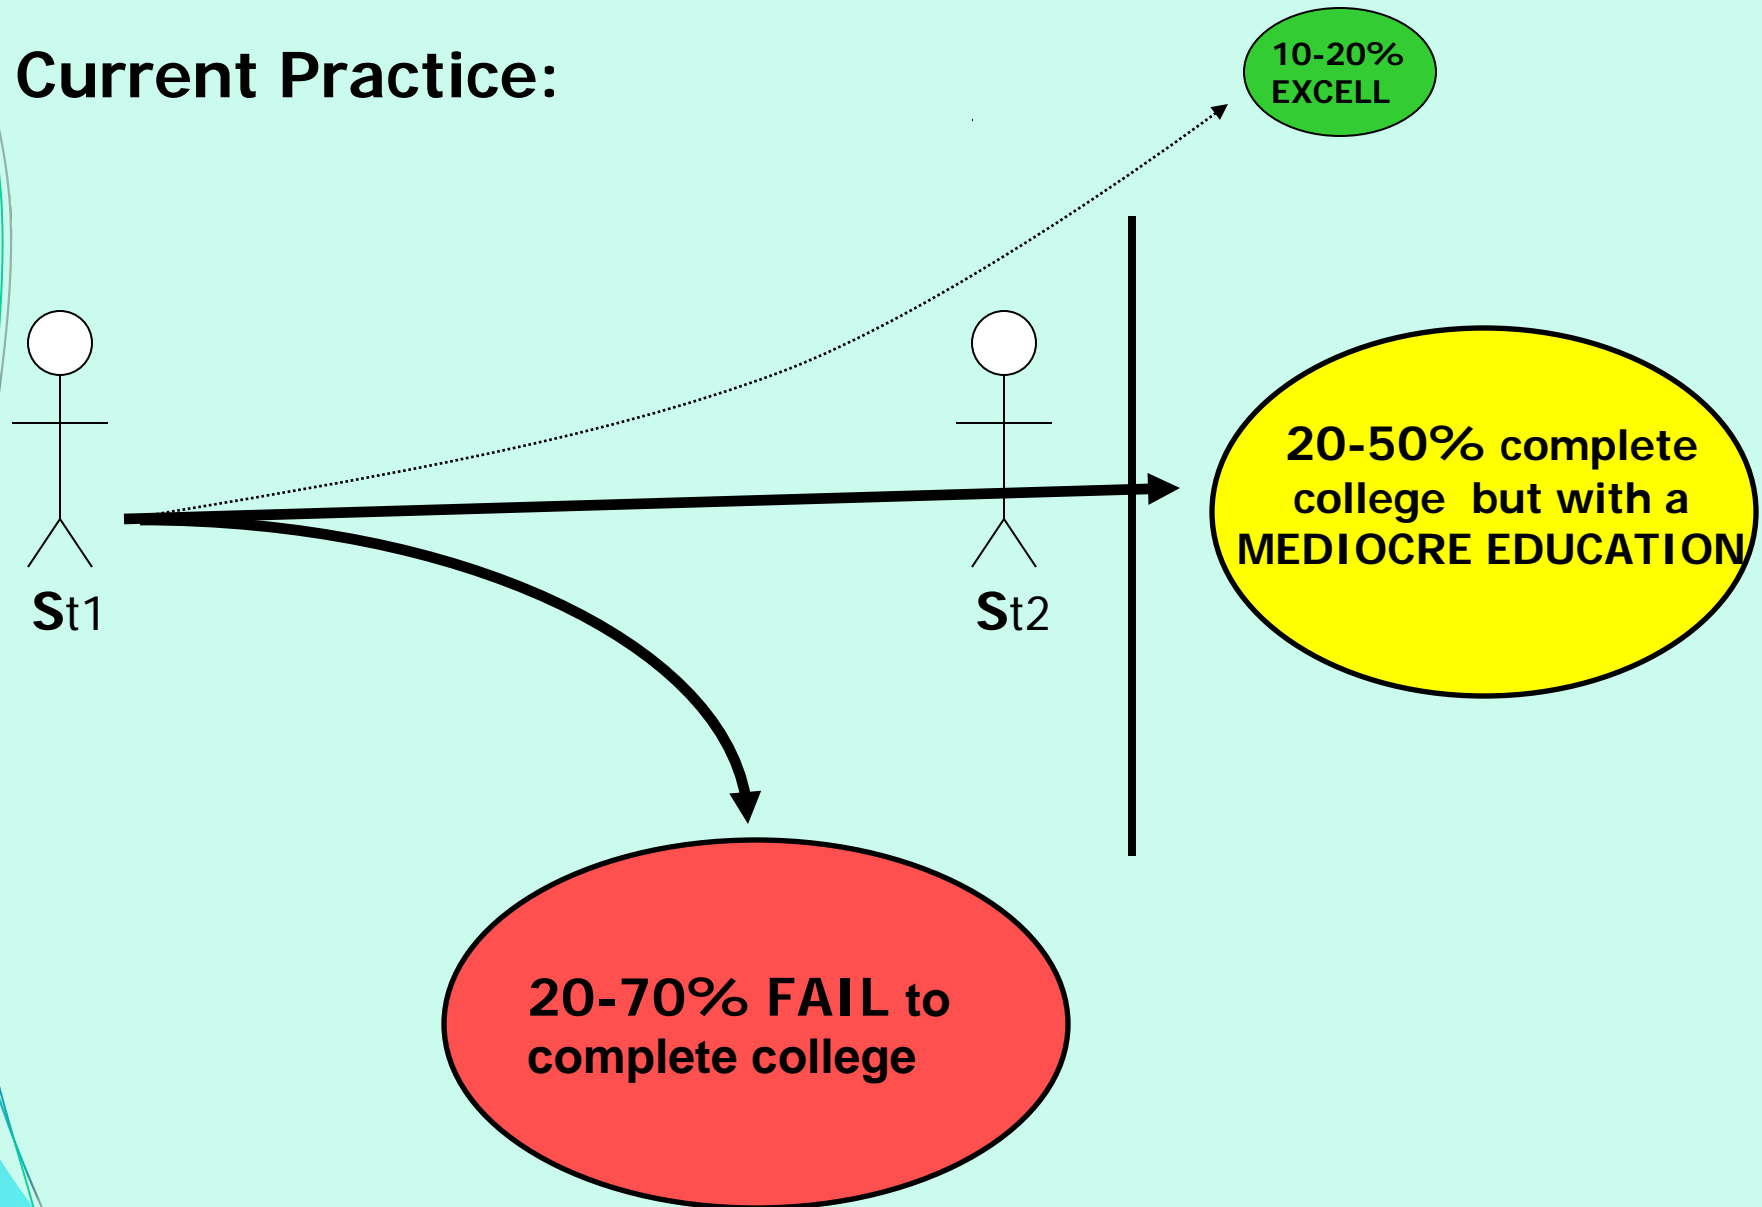 Current Practice:
10-20%
EXCELL
20-50% complete
college but with a
MEDIOCRE EDUCATION
St1
St2
20-70% FAIL to
complete college